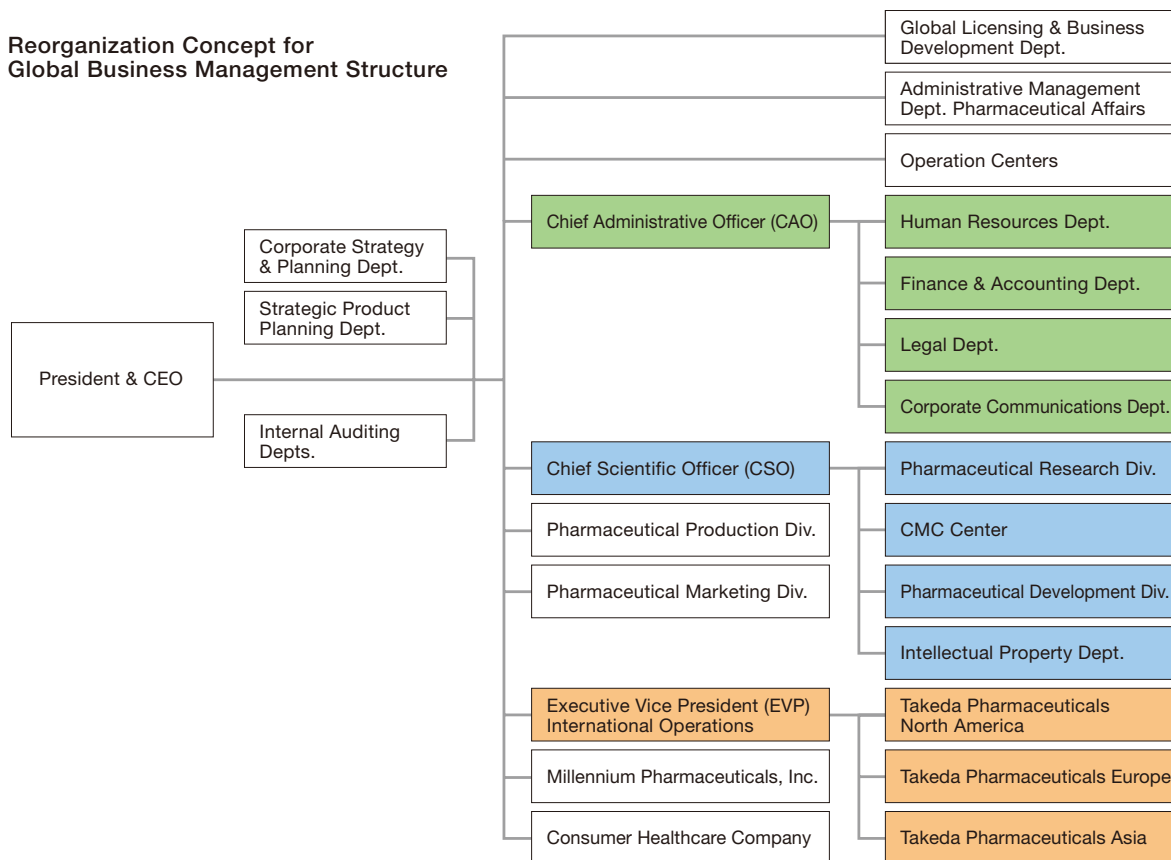 Reorganization Concept for
Global Business Management Structure
President & CEO
Corporate Strategy
& Planning Dept.
Strategic Product
Planning Dept.
Internal Auditing
Depts.
Global Licensing & Business
Development Dept.
Administrative Management
Dept. Pharmaceutical Affairs
Operation Centers
Chief Administrative Officer (CAO)
Human Resources Dept.
Finance & Accounting Dept.
Legal Dept.
Corporate Communications Dept.
Chief Scientific Officer (CSO)
Pharmaceutical Research Div.
CMC Center
Pharmaceutical Development Div.
Intellectual Property Dept.
Pharmaceutical Production Div.
Pharmaceutical Marketing Div.
Executive Vice President (EVP)
International Operations
Takeda Pharmaceuticals
North America
Takeda Pharmaceuticals Europe
Takeda Pharmaceuticals Asia
Millennium Pharmaceuticals, Inc.
Consumer Healthcare Company